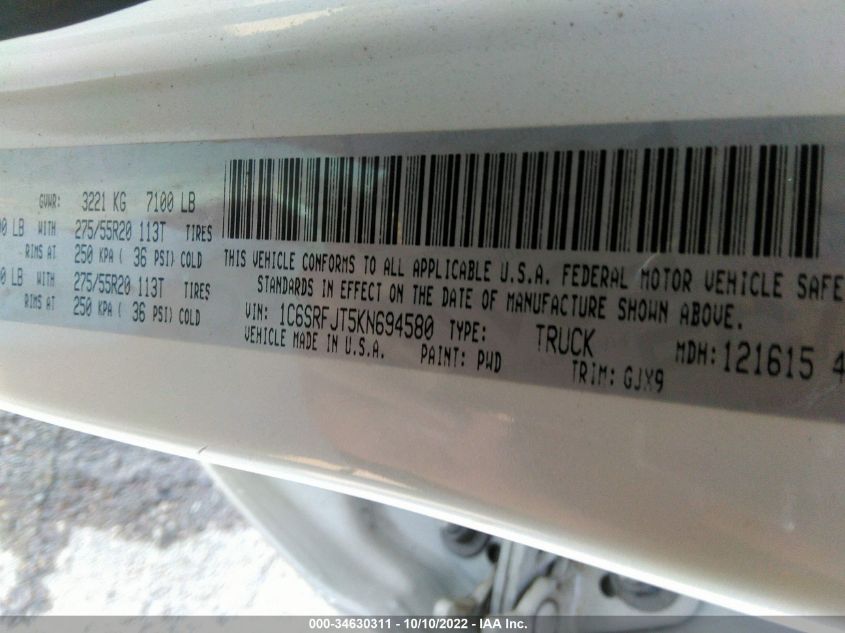 GVWR: 3221 KG 7100 LB
LB WITH 275/55R20 113T TIRES
RIMS AT 250 KPA ( 36 PSI) COLD
LB WITH 275/55R20 113T TIRES
RIMS AT 250 KPA ( 36 PSI) COLD
THIS VEHICLE CONFORMS TO ALL APPLICABLE U.S.A. FEDERAL MOTOR VEHICLE SAFE
STANDARDS IN EFFECT ON THE DATE OF MANUFACTURE SHOWN ABOVE.
VIN: 1C6SRFJT5KN694580 TYPE: TRUCK MDH: 121615 4
VEHICLE MADE IN U.S.A. PAINT: PWD TRIM: GJX9
000-34630311 - 10/10/2022 - IAA Inc.